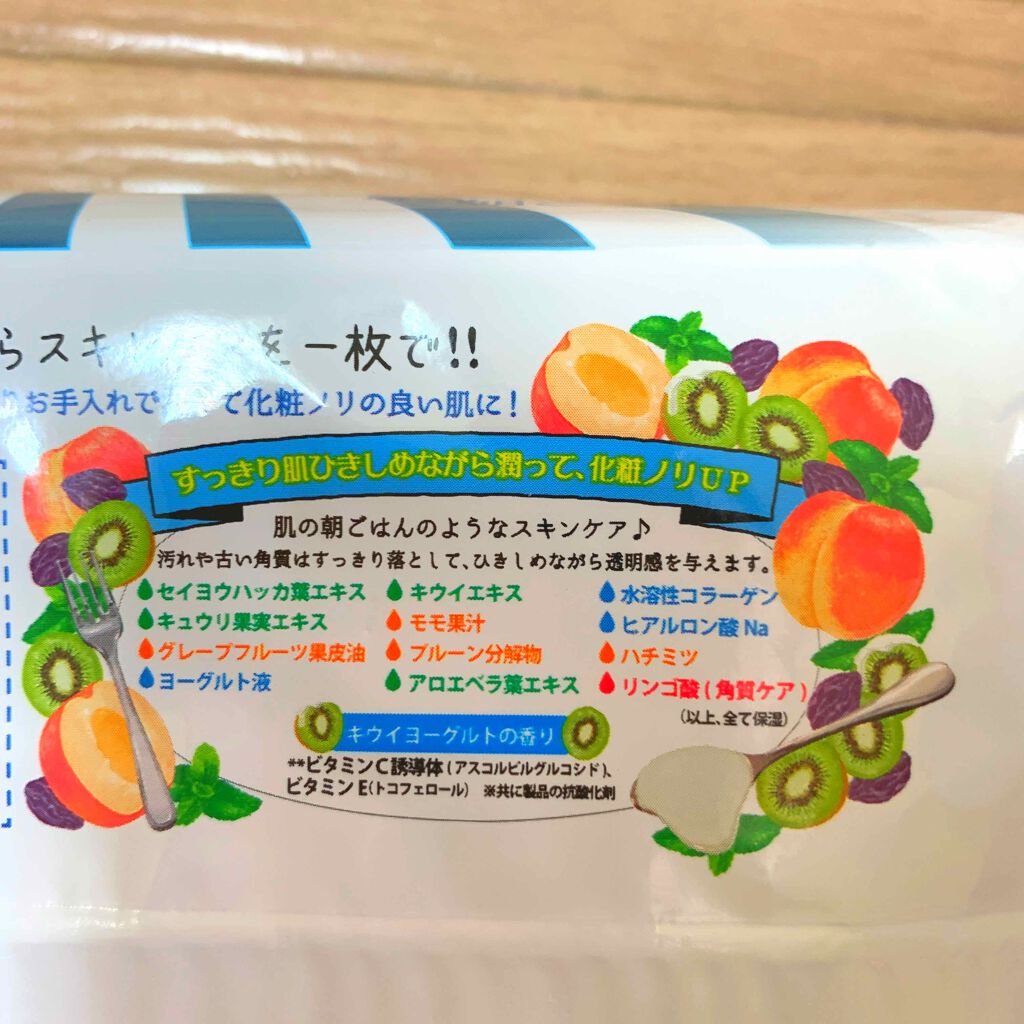 らスキ を一枚で!!
お手入れで て化粧ノリの良い肌に!
すっきり肌ひきしめながら潤って、化粧ノリUP
肌の朝ごはんのようなスキンケア♪
汚れや古い角質はすっきり落として、ひきしめながら透明感を与えます。
セイヨウハッカ葉エキス キウイエキス 水溶性コラーゲン
キュウリ果実エキス モモ果汁 ヒアルロン酸Na
グレープフルーツ果皮油 プルーン分解物 ハチミツ
ヨーグルト液 アロエベラ葉エキス リンゴ酸(角質ケア)
(以上、全て保湿)
キウイヨーグルトの香り
**ビタミンC誘導体(アスコルビルグルコシド)、
ビタミンE(トコフェロール) ※共に製品の抗酸化剤